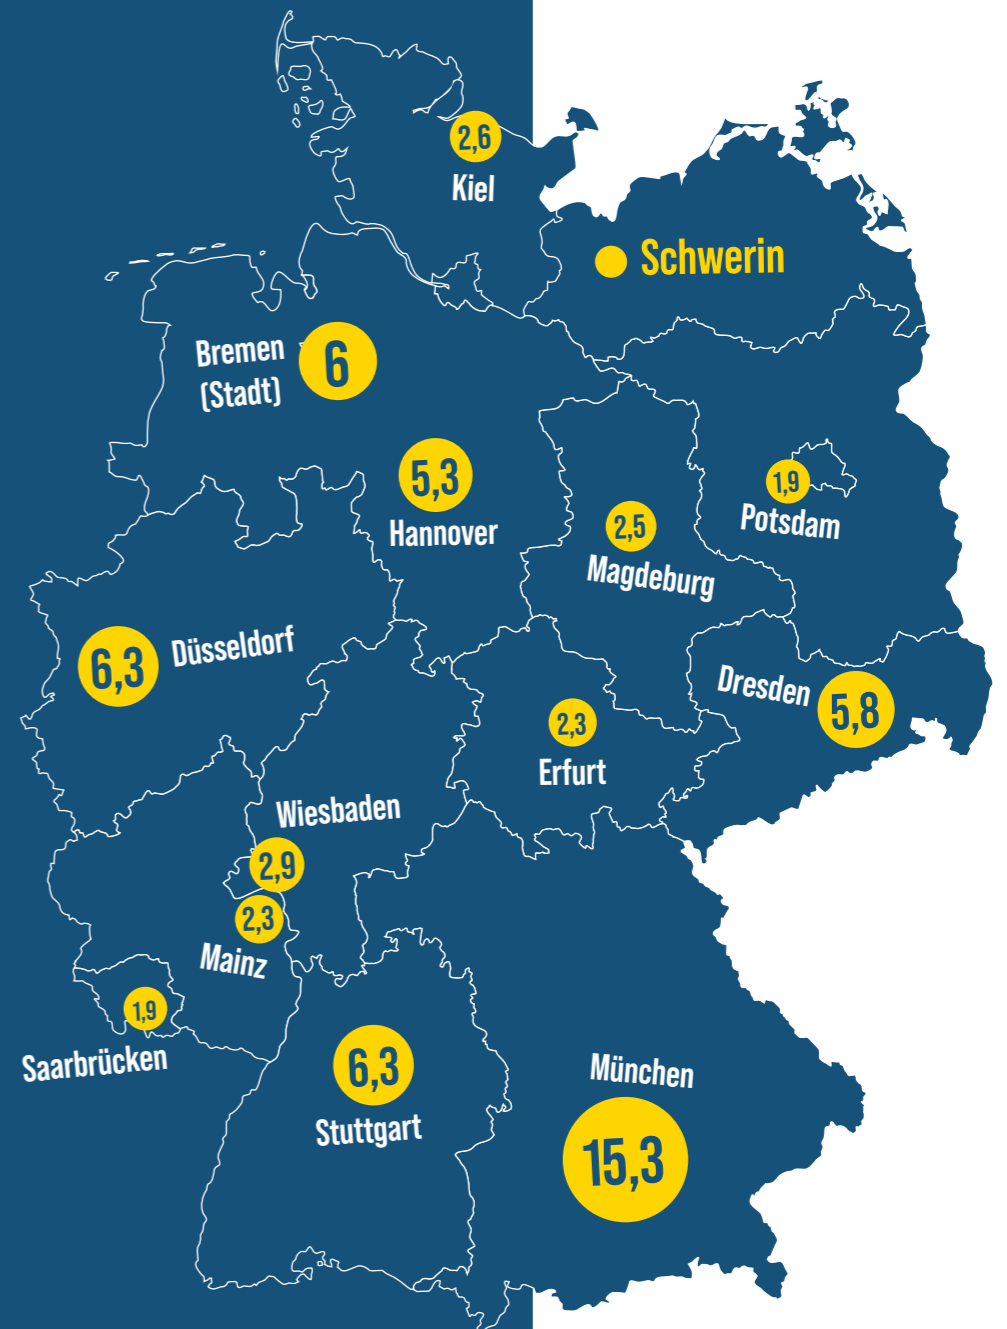 2,6
Kiel
Schwerin
Bremen
(Stadt)
6
5,3
Hannover
1,9
Potsdam
2,5
Magdeburg
6,3
Düsseldorf
Dresden
5,8
2,3
Erfurt
Wiesbaden
2,9
2,3
Mainz
1,9
Saarbrücken
6,3
Stuttgart
München
15,3